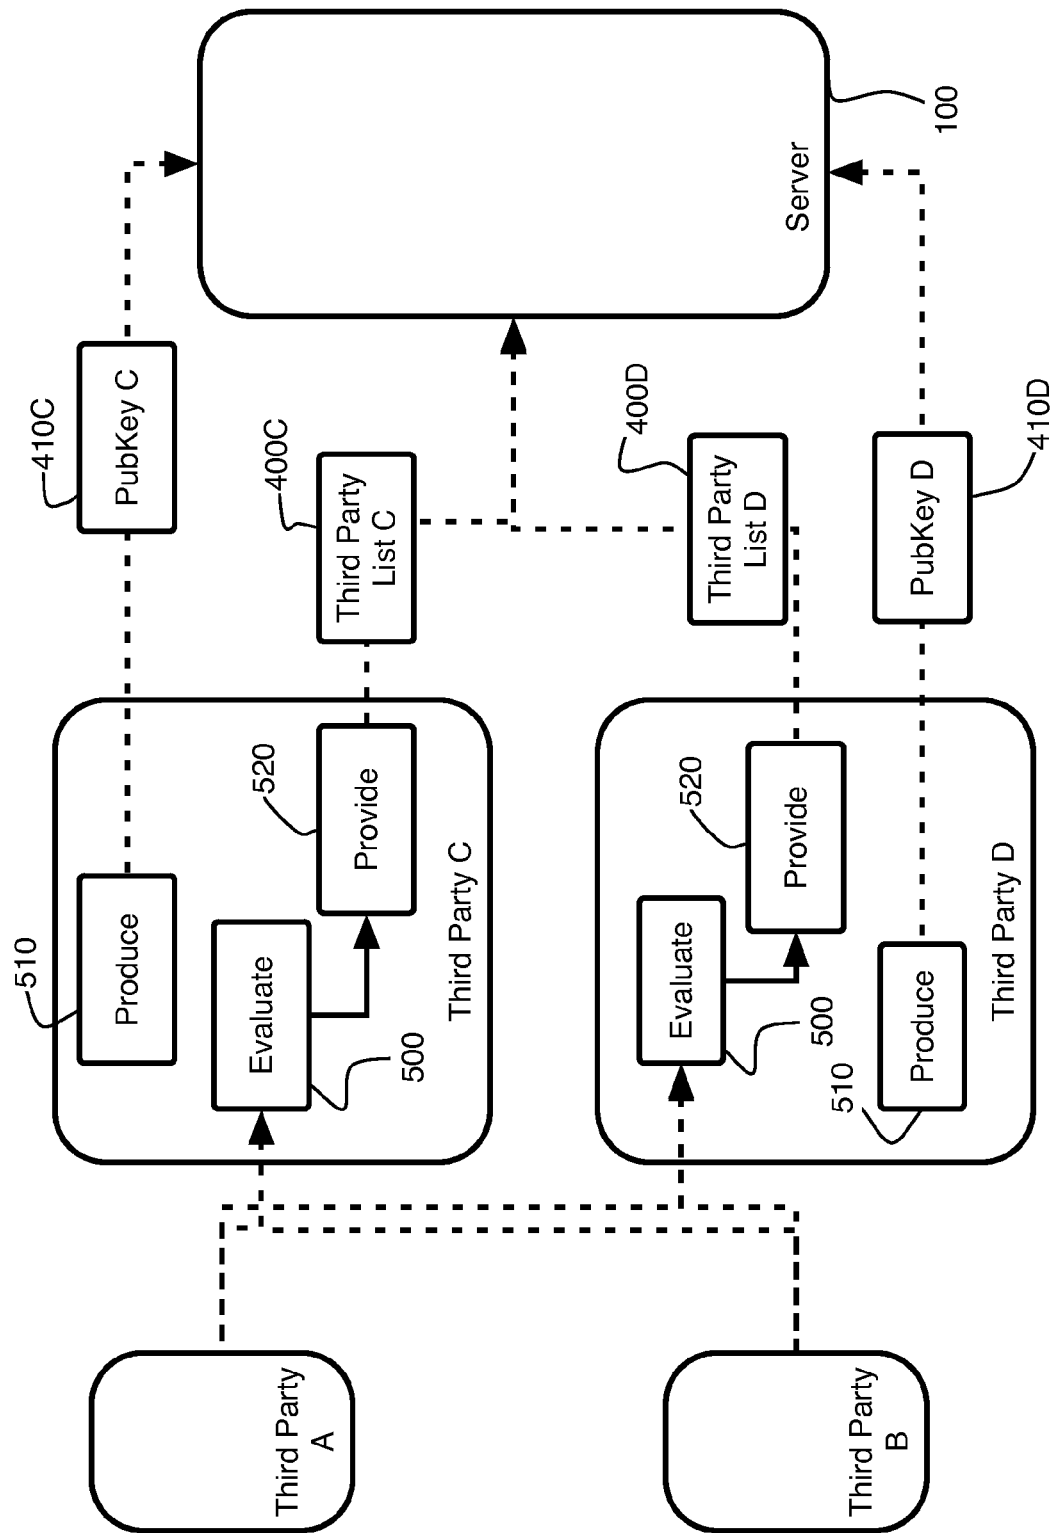 Third Party
A
Third Party
B
510
Produce
Evaluate
500
520
Provide
Third Party C
Evaluate
500
520
Provide
510
Produce
Third Party D
410C
PubKey C
400C
Third Party
List C
400D
Third Party
List D
PubKey D
410D
Server
100